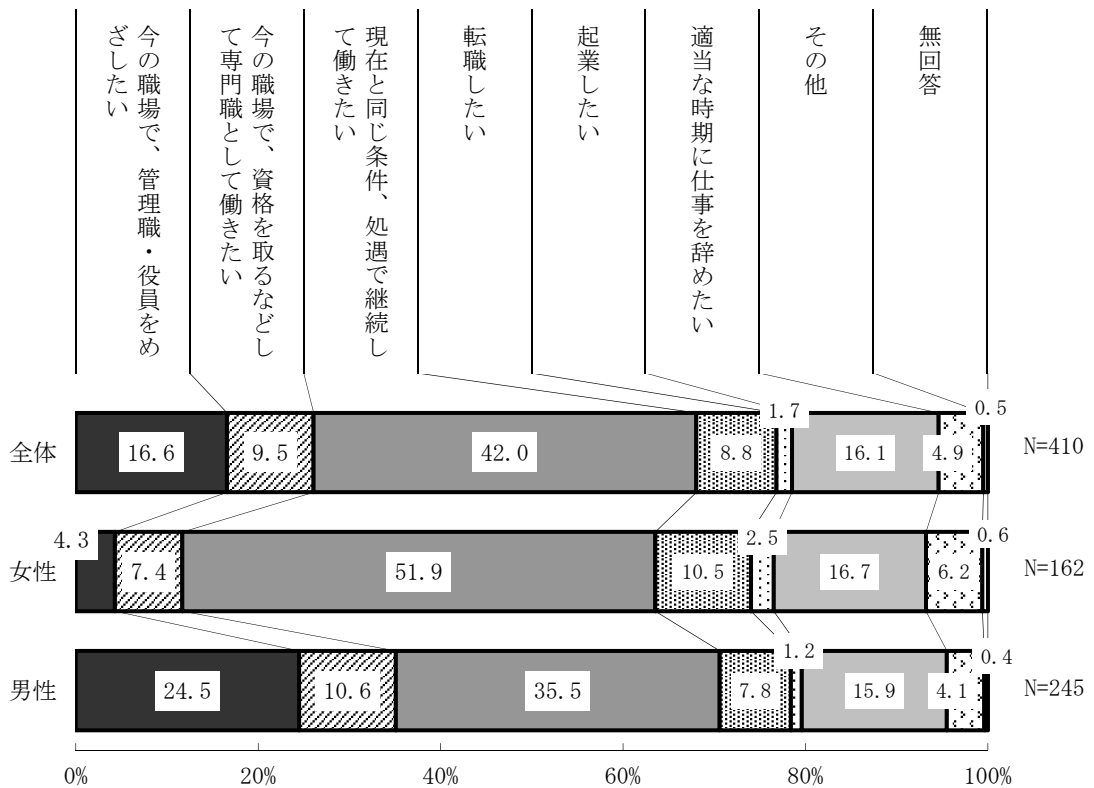 今の職場で、管理職・役員をめ
ざしたい
今の職場で、資格を取るなどし
て専門職として働きたい
現在と同じ条件、処遇で継続し
て働きたい
転職したい
起業したい
適当な時期に仕事を辞めたい
その他
無回答
全体 16.6 9.5 42.0 8.8 1.7 16.1 4.9 0.5 N=410
女性 4.3 7.4 51.9 10.5 2.5 16.7 6.2 0.6 N=162
男性 24.5 10.6 35.5 7.8 1.2 15.9 4.1 0.4 N=245
0% 20% 40% 60% 80% 100%